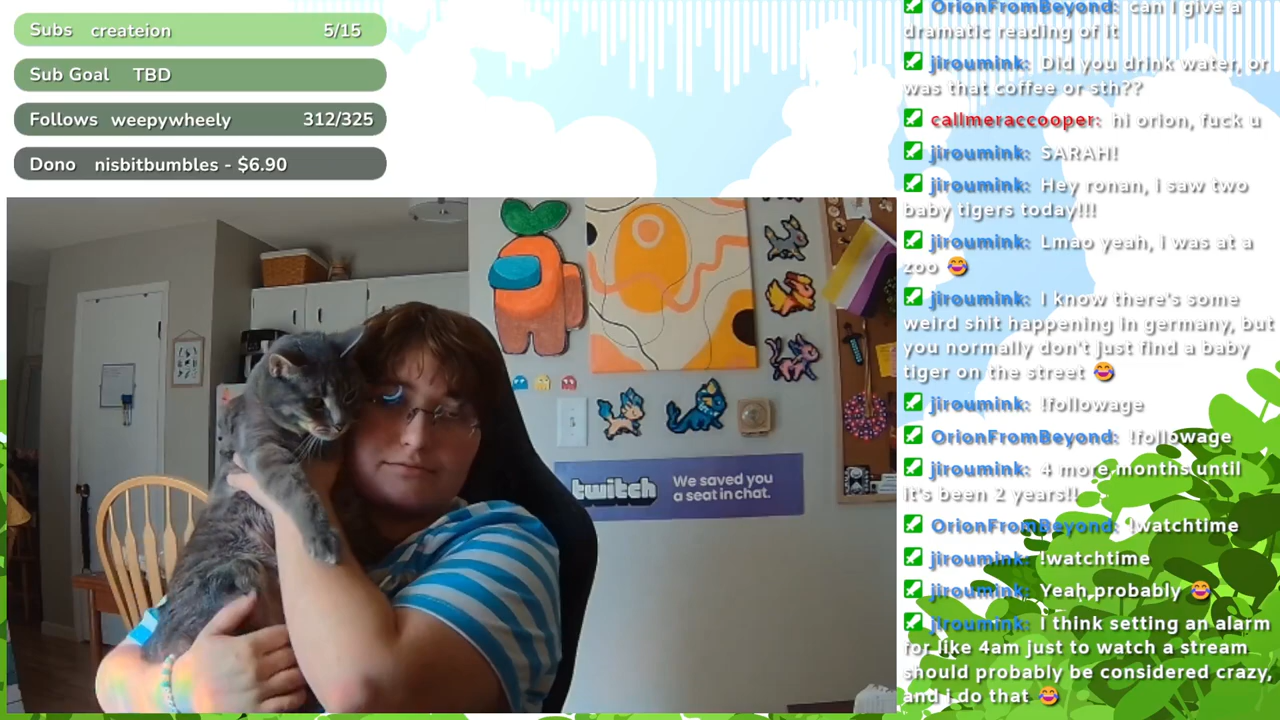 Subs createion 5/15
Sub Goal TBD
Follows weepywheely 312/325
Dono nisbitbumbles - $6.90
twitch We saved you
a seat in chat.
OrionFromBeyond: can I give a
dramatic reading of it
jiroumink: Did you drink water, or
was that coffee or sth??
callmeraccooper: hi orion, fuck u
jiroumink: SARAH!
jiroumink: Hey ronan, i saw two
baby tigers today!!!
jiroumink: Lmao yeah, i was at a
zoo 😂
jiroumink: I know there's some
weird shit happening in germany, but
you normally don't just find a baby
tiger on the street 😂
jiroumink: !followage
OrionFromBeyond: !followage
jiroumink: 4 more months until
it's been 2 years!!
OrionFromBeyond: !watchtime
jiroumink: !watchtime
jiroumink: Yeah,probably 😂
jiroumink: I think setting an alarm
for like 4am just to watch a stream
should probably be considered crazy,
and i do that 😂